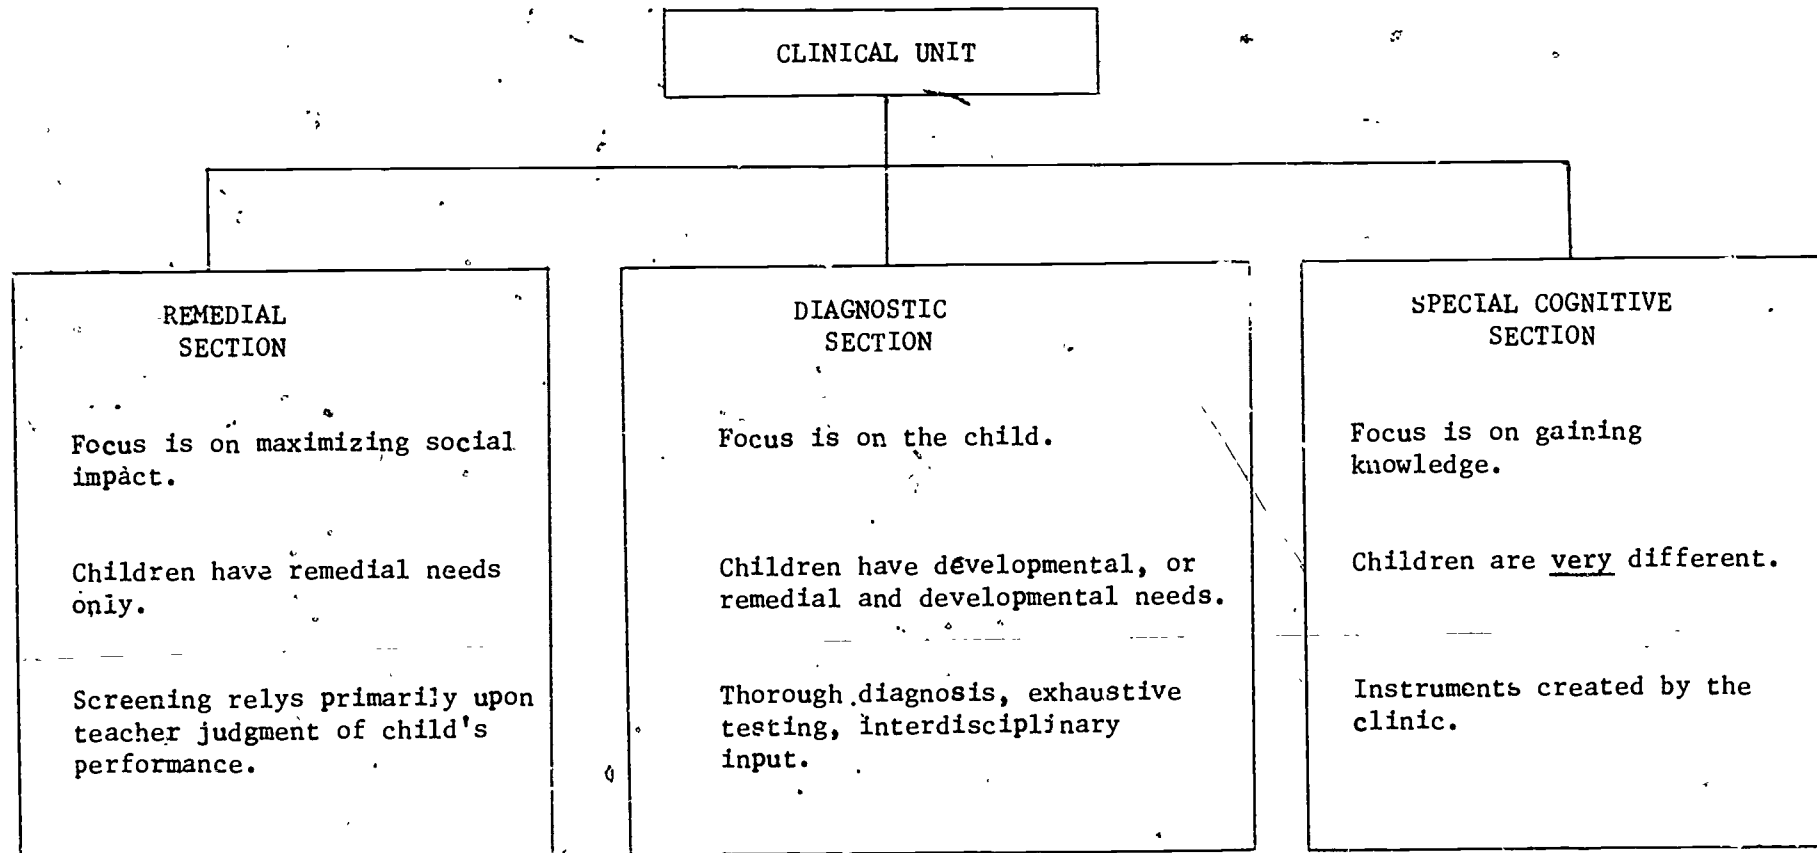 CLINICAL UNIT
REMEDIAL
SECTION
Focus is on maximizing social
impact.
Children have remedial needs
only.
Screening relys primarily upon
teacher judgment of child's
performance.
DIAGNOSTIC
SECTION
Focus is on the child.
Children have developmental, or
remedial and developmental needs.
Thorough diagnosis, exhaustive
testing, interdisciplinary
input.
SPECIAL COGNITIVE
SECTION
Focus is on gaining
knowledge.
Children are very different.
Instruments created by the
clinic.